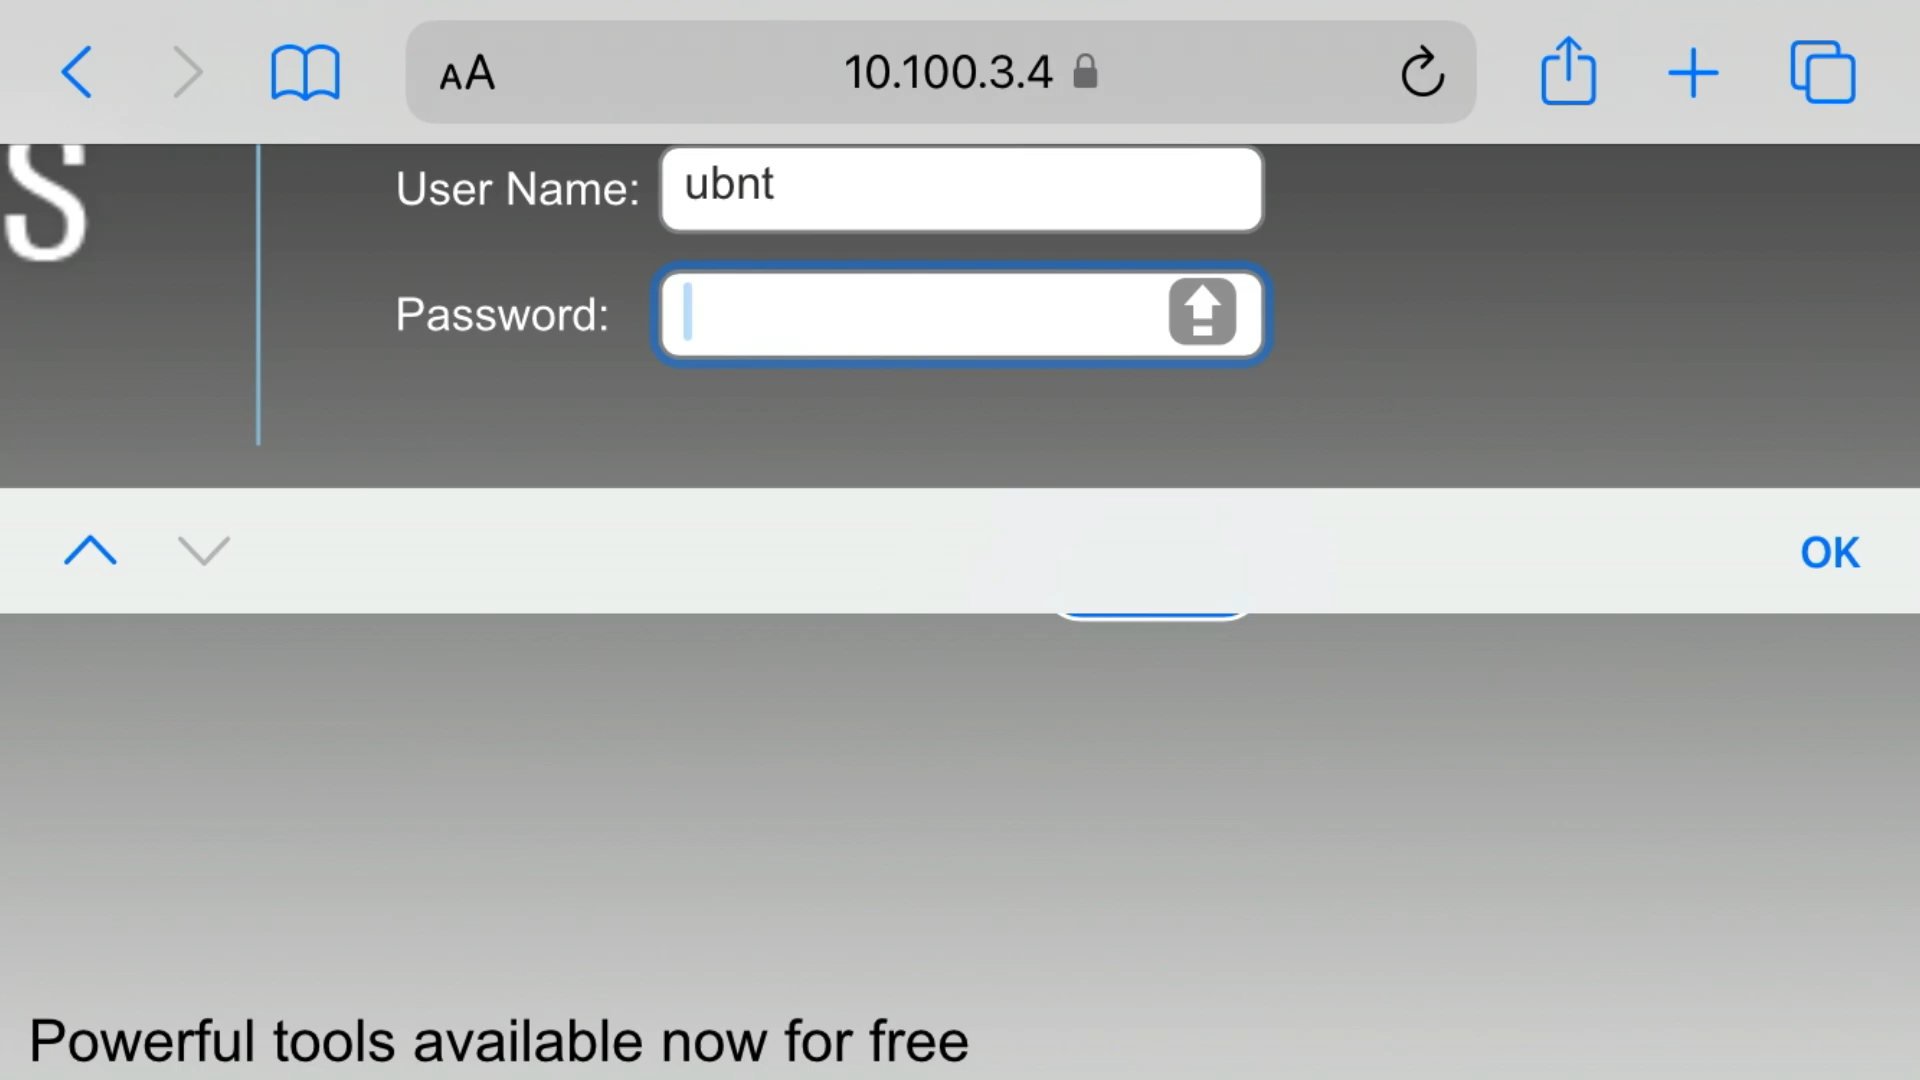 AA 10.100.3.4
S
User Name: ubnt
Password:
OK
Powerful tools available now for free